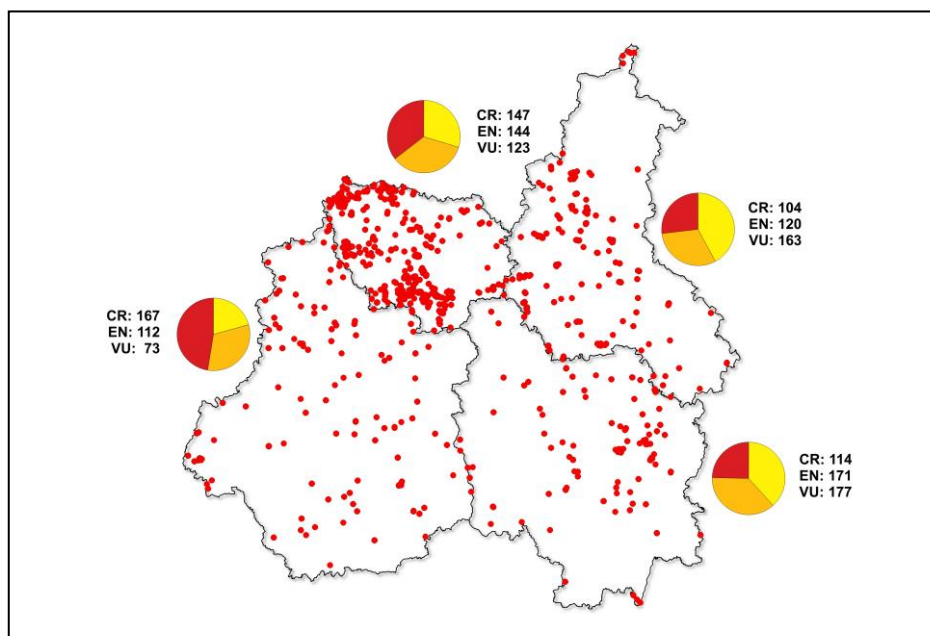 CR: 147
EN: 144
VU: 123
CR: 104
EN: 120
VU: 163
CR: 167
EN: 112
VU: 73
CR: 114
EN: 171
VU: 177